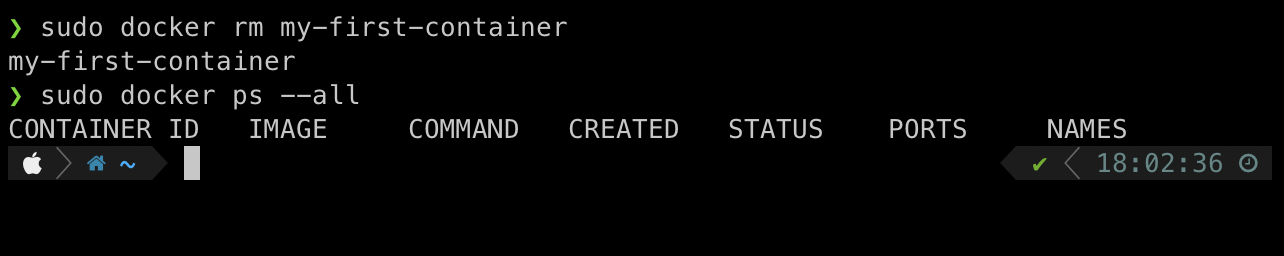 ❯ sudo docker rm my-first-container
my-first-container
❯ sudo docker ps --all
CONTAINER ID   IMAGE     COMMAND   CREATED   STATUS    PORTS     NAMES
~ ✔ 18:02:36